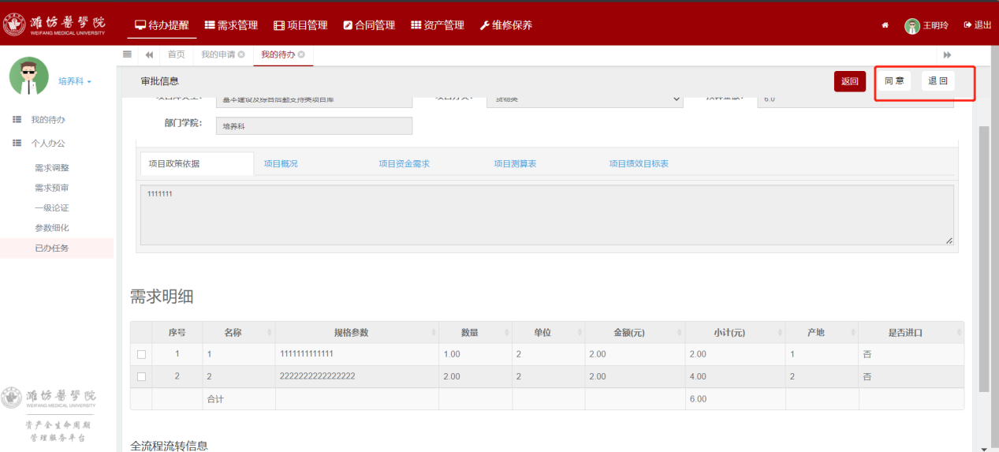 濰坊醫學院
WEIFANG MEDICAL UNIVERSITY
待办提醒 需求管理 项目管理 合同管理 资产管理 维修保养
王明玲 退出
首页 我的申请 我的待办
培养科
审批信息
返回 同意 退回
基本建设及综合后勤支持类项目库 货物类 6.0
部门学院: 培养科
我的待办
个人办公
需求调整
需求预审
一级论证
参数细化
已办任务
项目政策依据 项目概况 项目资金需求 项目测算表 项目绩效目标表
1111111
需求明细
序号 名称 规格参数 数量 单位 金额(元) 小计(元) 产地 是否进口
1 1 1111111111111 1.00 2 2.00 2.00 1 否
2 2 2222222222222222 2.00 2 2.00 4.00 2 否
合计 6.00
濰坊醫學院
WEIFANG MEDICAL UNIVERSITY
资产全生命周期
管理服务平台
全流程流转信息